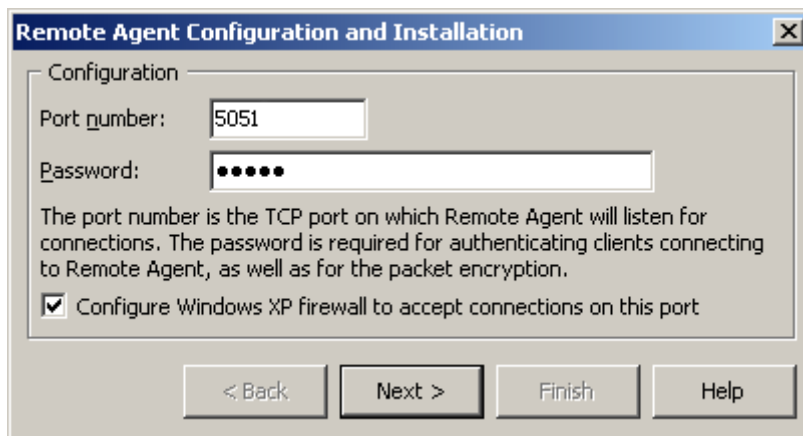 Remote Agent Configuration and Installation
Configuration
Port number: 5051
Password: •••••
The port number is the TCP port on which Remote Agent will listen for
connections. The password is required for authenticating clients connecting
to Remote Agent, as well as for the packet encryption.
Configure Windows XP firewall to accept connections on this port
< Back Next > Finish Help